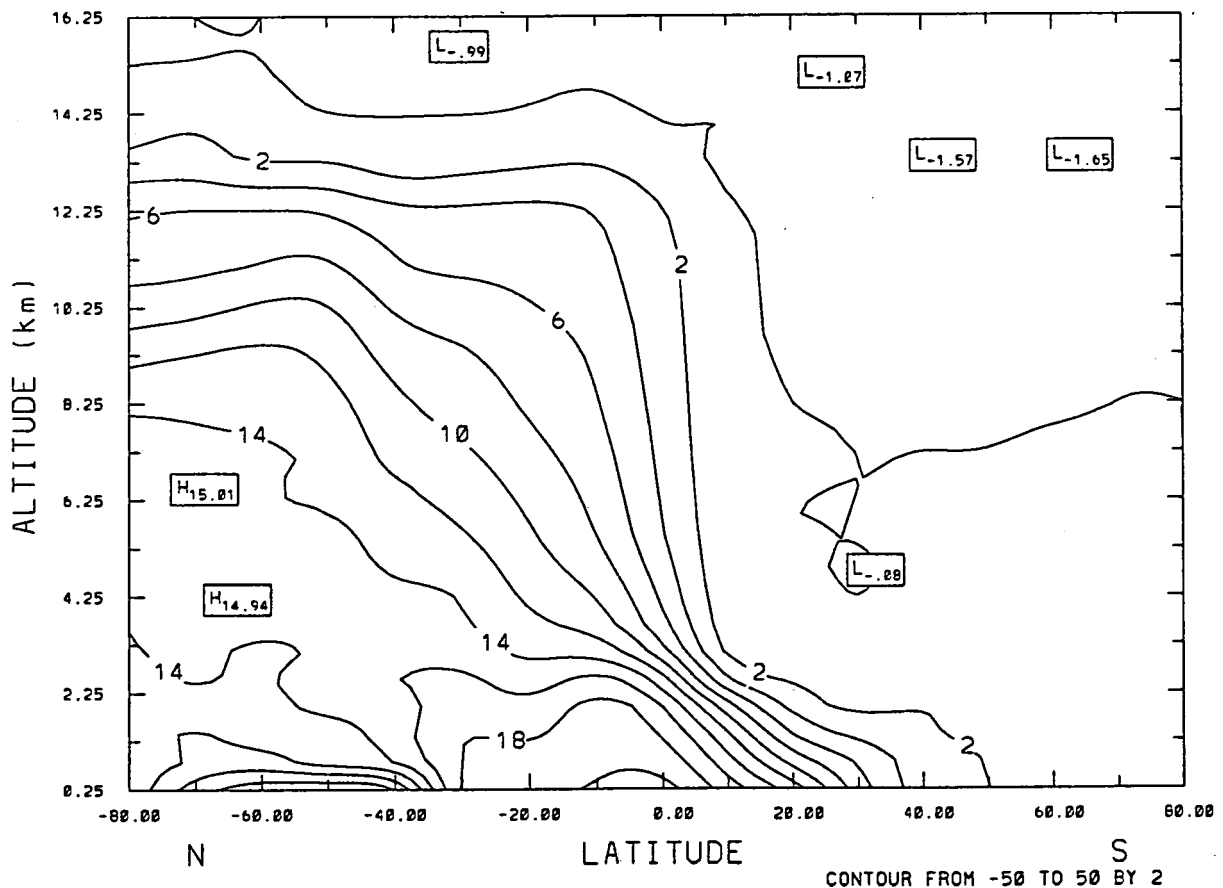 16.25
14.25
12.25
10.25
8.25
6.25
4.25
2.25
0.25
ALTITUDE (km)
L-.99
L-1.07
L-1.57
L-1.65
2
6
2
6
14
10
H15.01
L-.08
H14.94
14
14
2
18
2
-80.00 -60.00 -40.00 -20.00 0.00 20.00 40.00 60.00 80.00
N LATITUDE S
CONTOUR FROM -50 TO 50 BY 2